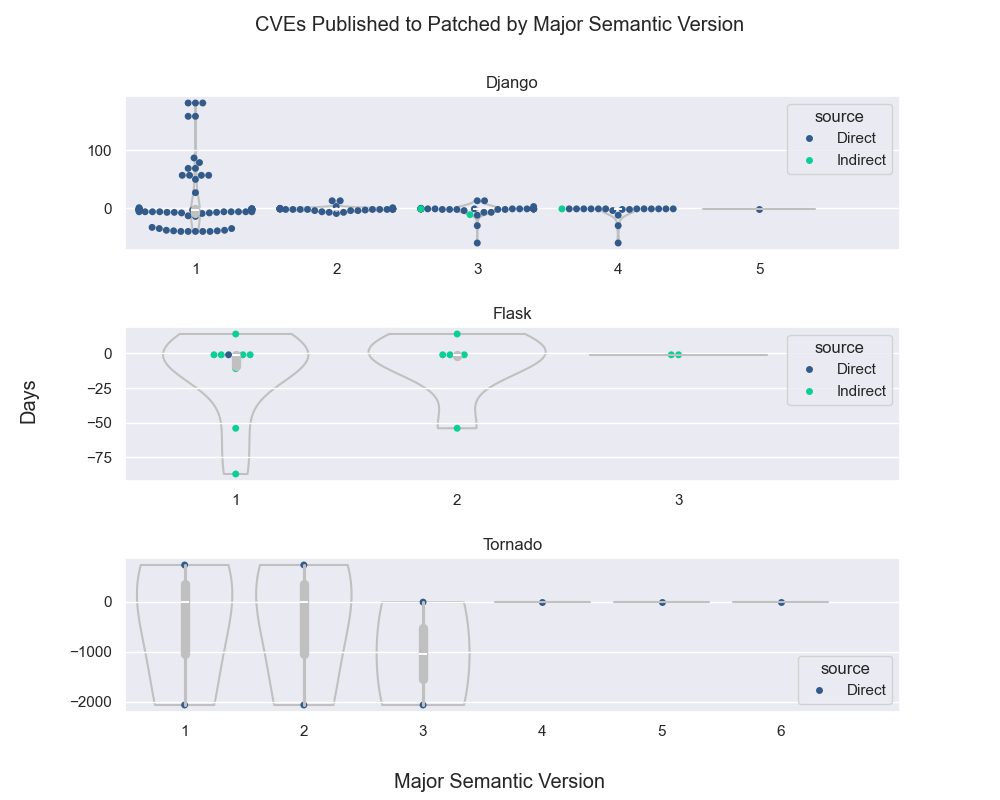 CVEs Published to Patched by Major Semantic Version
Django
source
Direct
Indirect
100
0
1 2 3 4 5
Flask
source
Direct
Indirect
0
−25
−50
−75
1 2 3
Days
Tornado
source
Direct
0
−1000
−2000
1 2 3 4 5 6
Major Semantic Version